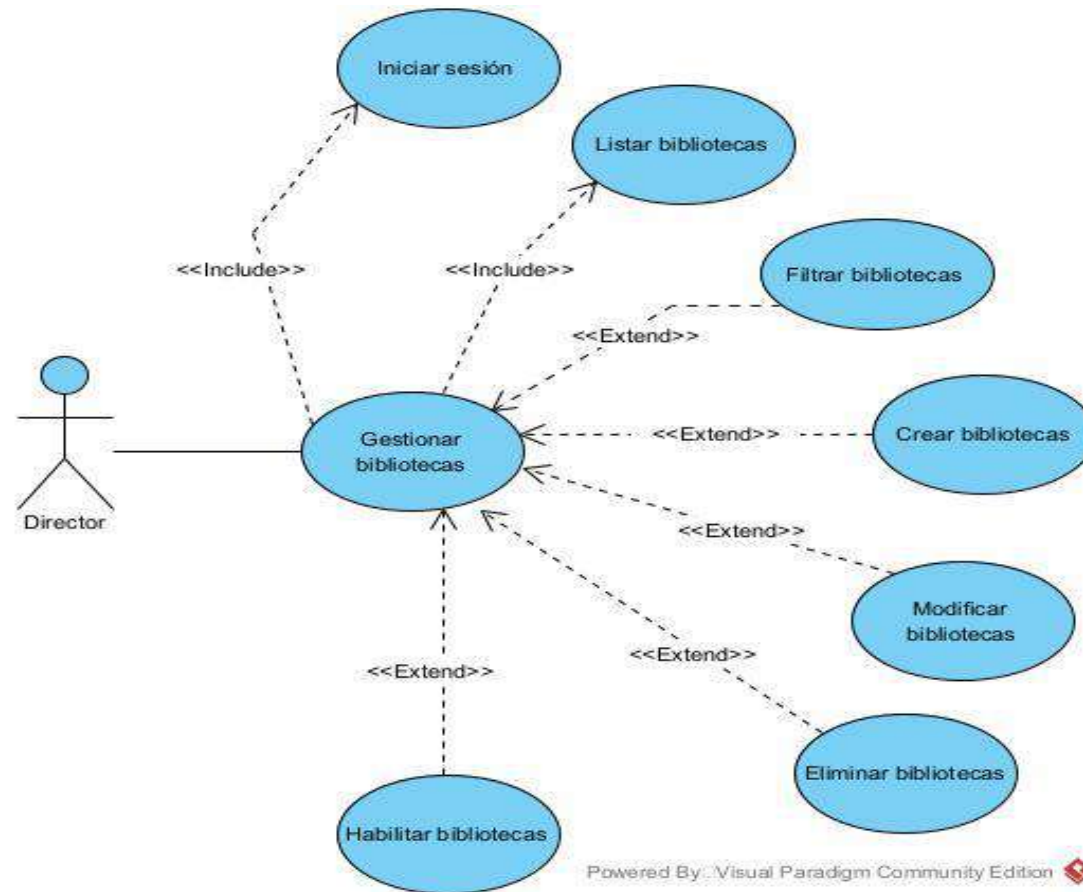 Iniciar sesión
Listar bibliotecas
<<Include>>
<<Include>>
Filtrar bibliotecas
<<Extend>>
Gestionar
bibliotecas
<<Extend>>
Crear bibliotecas
Director
<<Extend>>
Modificar
bibliotecas
<<Extend>>
<<Extend>>
Eliminar bibliotecas
Habilitar bibliotecas
Powered By: Visual Paradigm Community Edition